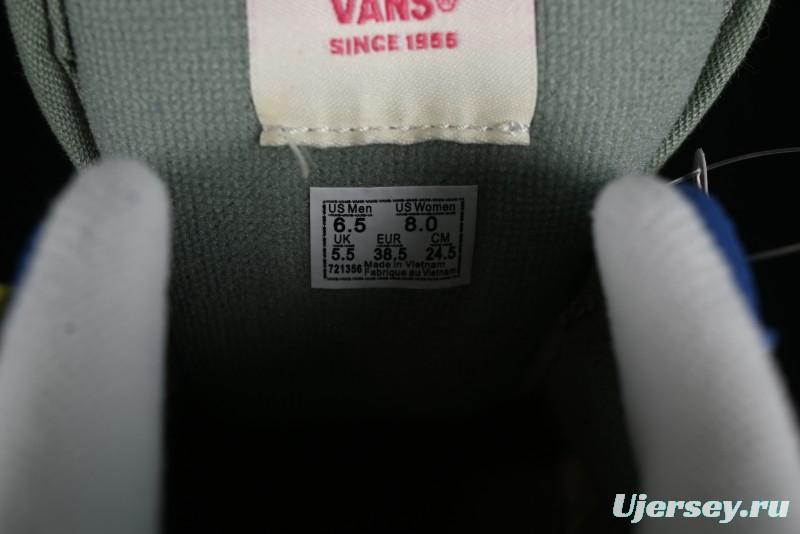 VANS®
SINCE 1966
US Men US Women
6.5 8.0
UK EUR CM
5.5 38.5 24.5
721356 Made in Vietnam
Fabrique au Vietnam
Ujersey.ru